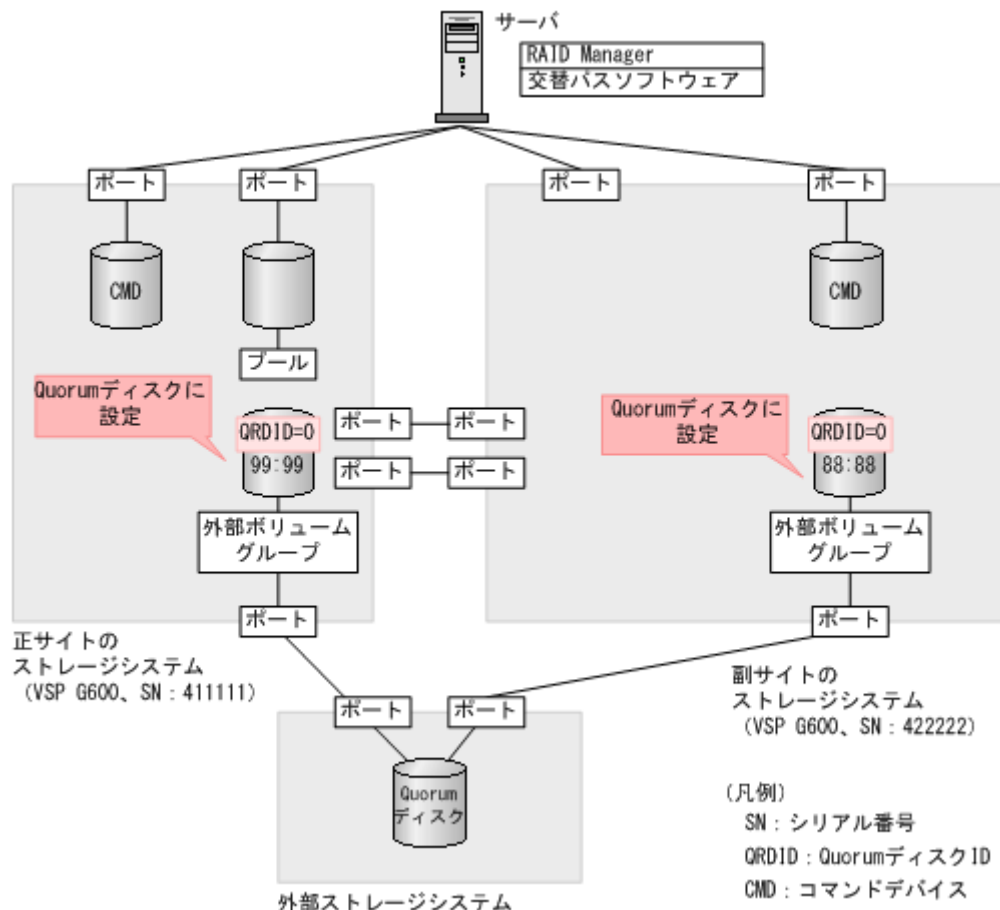 サーバ
RAID Manager
交替パスソフトウェア
ポート
ポート
ポート
ポート
CMD
CMD
プール
Quorumディスクに
設定
QRDID=0
99:99
ポート
ポート
ポート
ポート
Quorumディスクに
設定
QRDID=0
88:88
外部ボリューム
グループ
外部ボリューム
グループ
ポート
ポート
正サイトの
ストレージシステム
(VSP G600、SN:411111)
副サイトの
ストレージシステム
(VSP G600、SN:422222)
ポート
ポート
Quorum
ディスク
外部ストレージシステム
(凡例)
SN:シリアル番号
QRDID:QuorumディスクID
CMD:コマンドデバイス